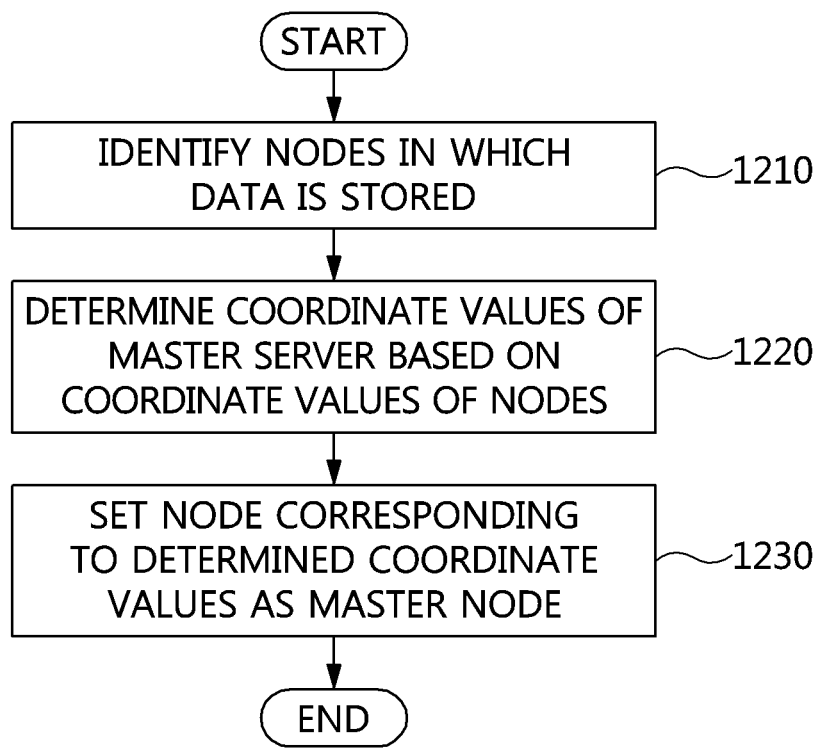 START
IDENTIFY NODES IN WHICH
DATA IS STORED
1210
DETERMINE COORDINATE VALUES OF
MASTER SERVER BASED ON
COORDINATE VALUES OF NODES
1220
SET NODE CORRESPONDING
TO DETERMINED COORDINATE
VALUES AS MASTER NODE
1230
END